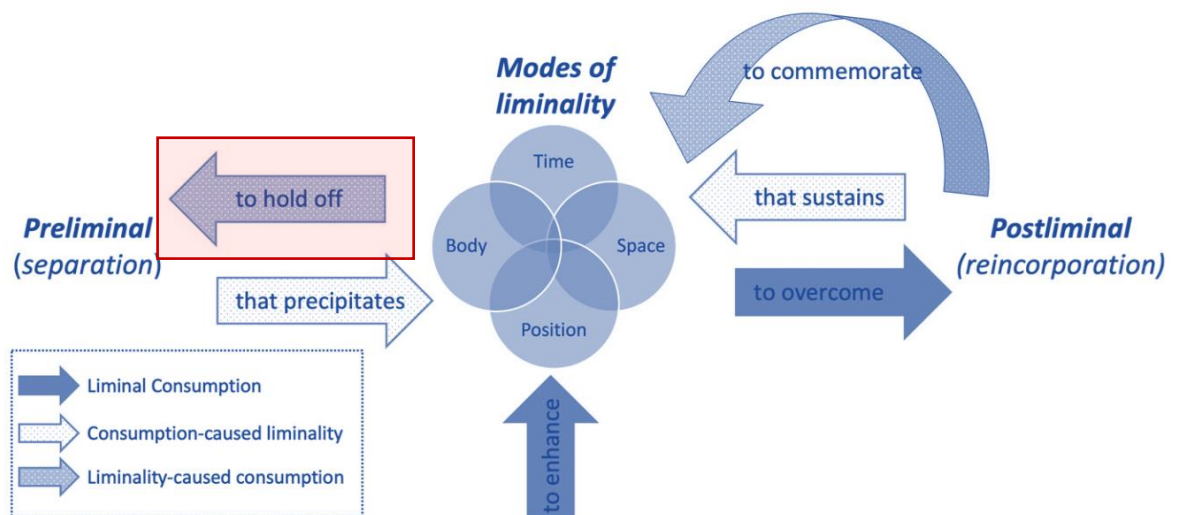 Modes of
liminality
to commemorate
Time
to hold off
that sustains
Preliminal
(separation)
Body
Space
Postliminal
(reincorporation)
that precipitates
to overcome
Position
Liminal Consumption
Consumption-caused liminality
Liminality-caused consumption
to enhance